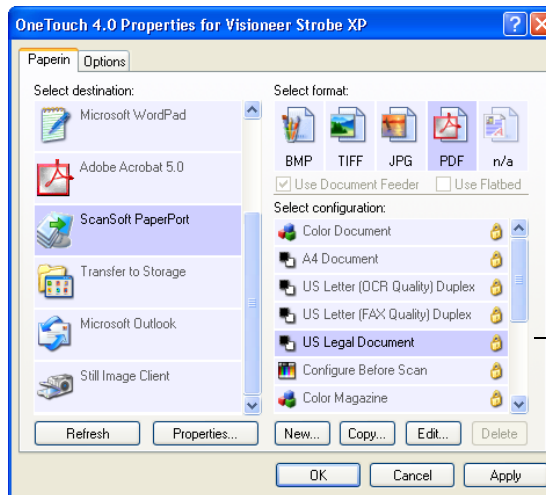 OneTouch 4.0 Properties for Visioneer Strobe XP
Paperin
Options
Select destination:
Microsoft WordPad
Adobe Acrobat 5.0
ScanSoft PaperPort
Transfer to Storage
Microsoft Outlook
Still Image Client
Refresh
Properties...
Select format:
BMP
TIFF
JPG
PDF
n/a
Use Document Feeder
Use Flatbed
Select configuration:
Color Document
A4 Document
US Letter (OCR Quality) Duplex
US Letter (FAX Quality) Duplex
US Legal Document
Configure Before Scan
Color Magazine
New...
Copy...
Edit...
Delete
OK
Cancel
Apply